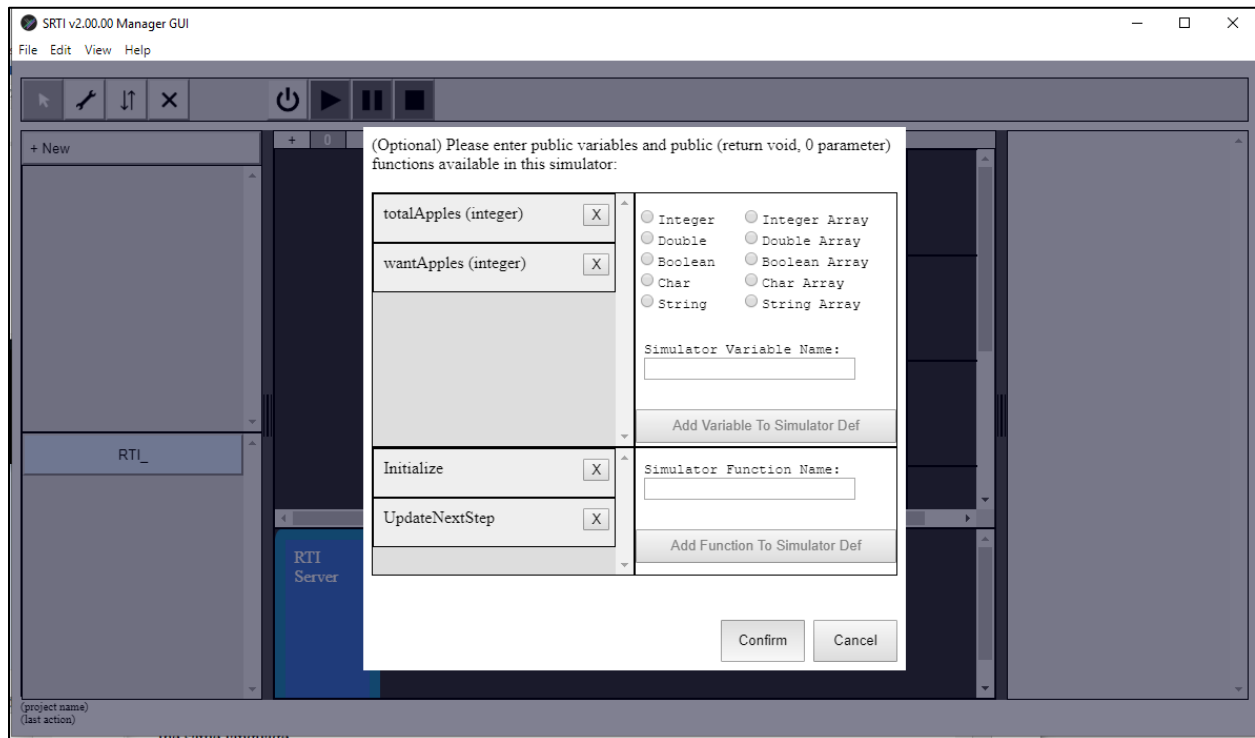 SRTI v2.00.00 Manager GUI
File Edit View Help
+ New
+ 0
(Optional) Please enter public variables and public (return void, 0 parameter)
functions available in this simulator:
totalApples (integer) X
wantApples (integer) X
Integer Integer Array
Double Double Array
Boolean Boolean Array
Char Char Array
String String Array
Simulator Variable Name:
Add Variable To Simulator Def
RTI_
Initialize X
UpdateNextStep X
Simulator Function Name:
Add Function To Simulator Def
RTI
Server
Confirm Cancel
(project name)
(last action)